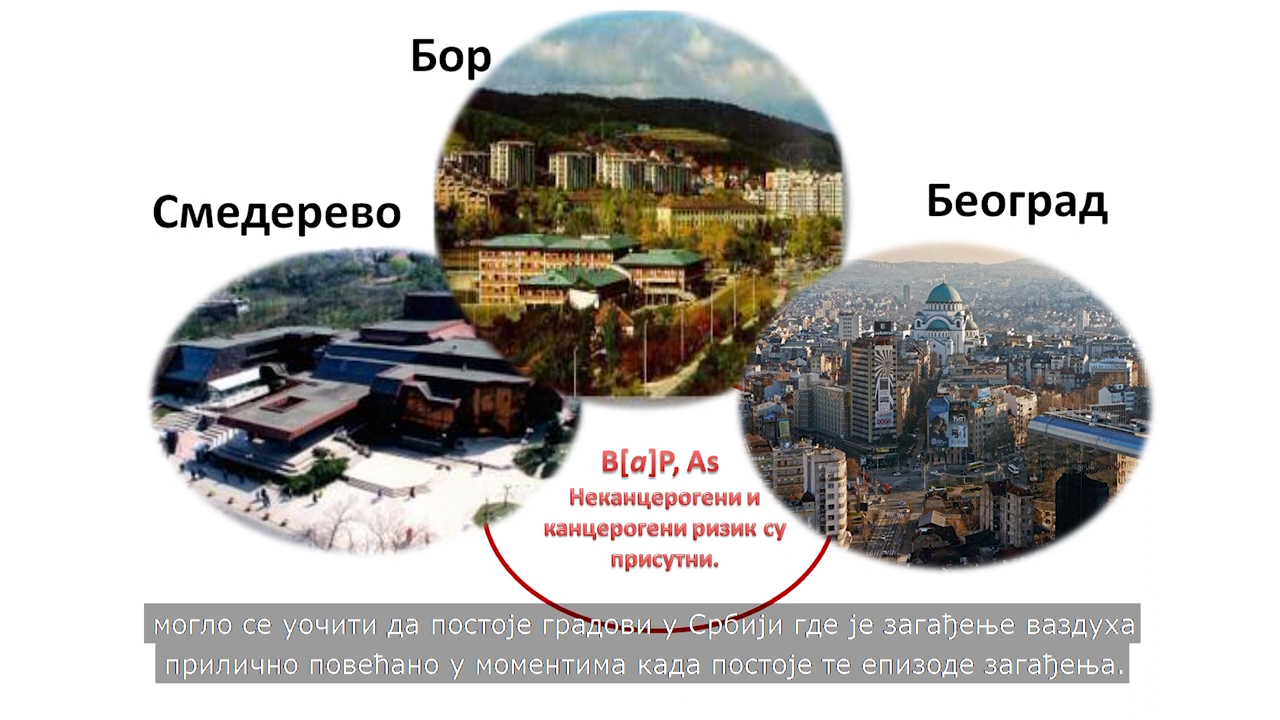 Бор
Смедерево
Београд
B[a]P, As
Неканцерогени и
канцерогени ризик су
присутни.
могло се уочити да постоје градови у Србији где је загађење ваздуха
прилично повећано у моментима када постоје те епизоде загађења.